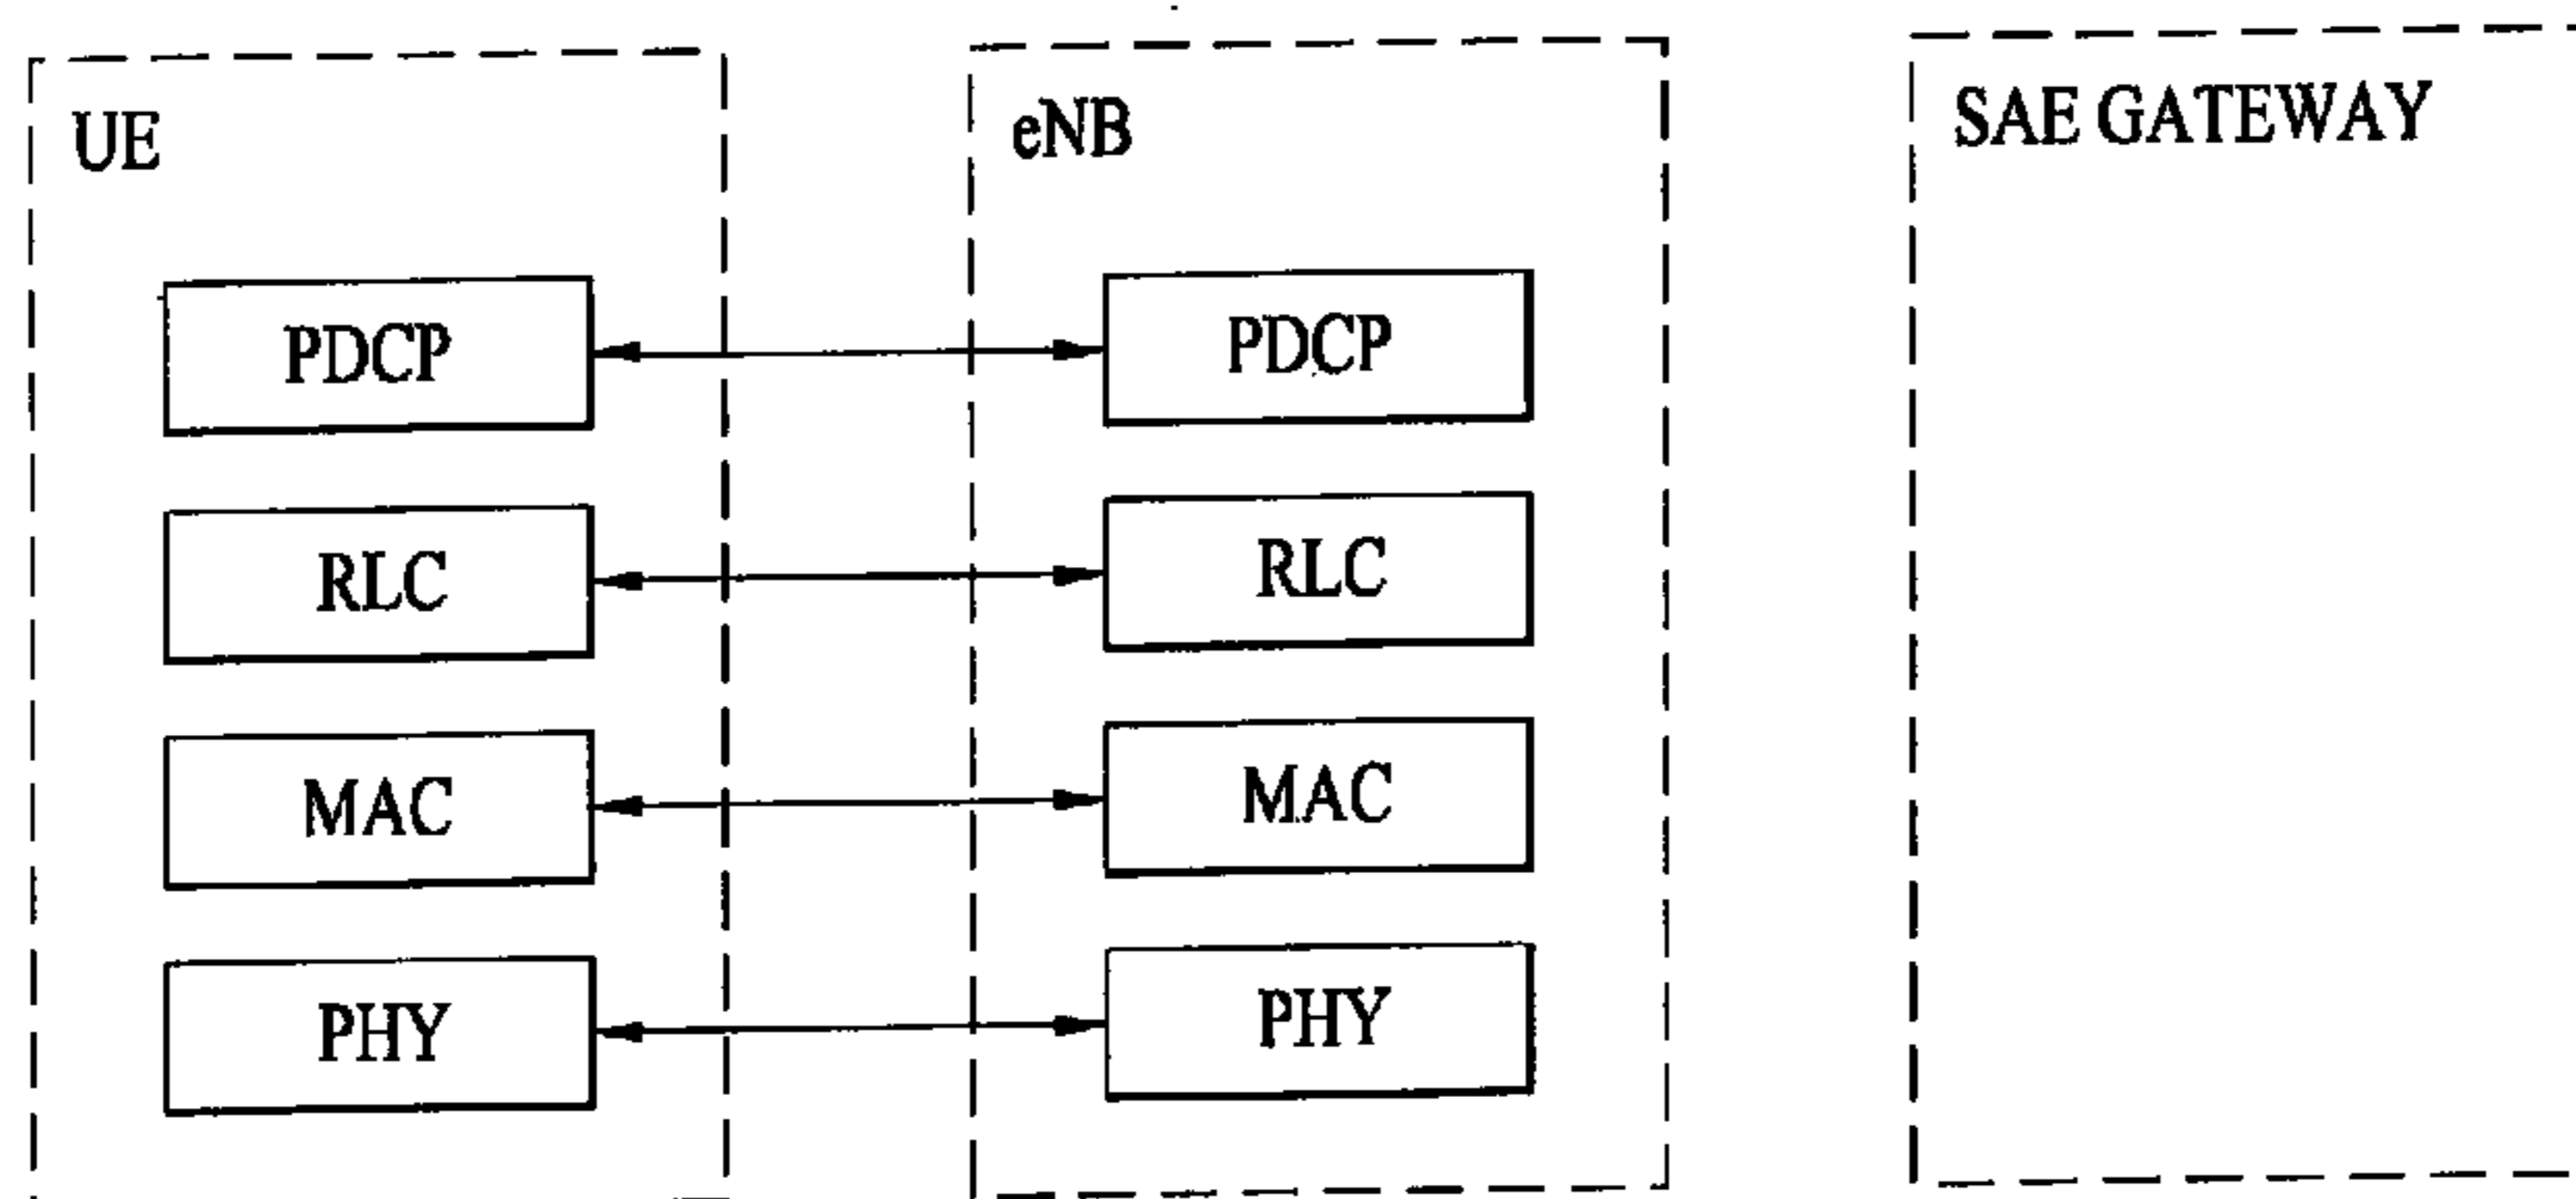 UE
eNB
SAE GATEWAY
PDCP
PDCP
RLC
RLC
MAC
MAC
PHY
PHY